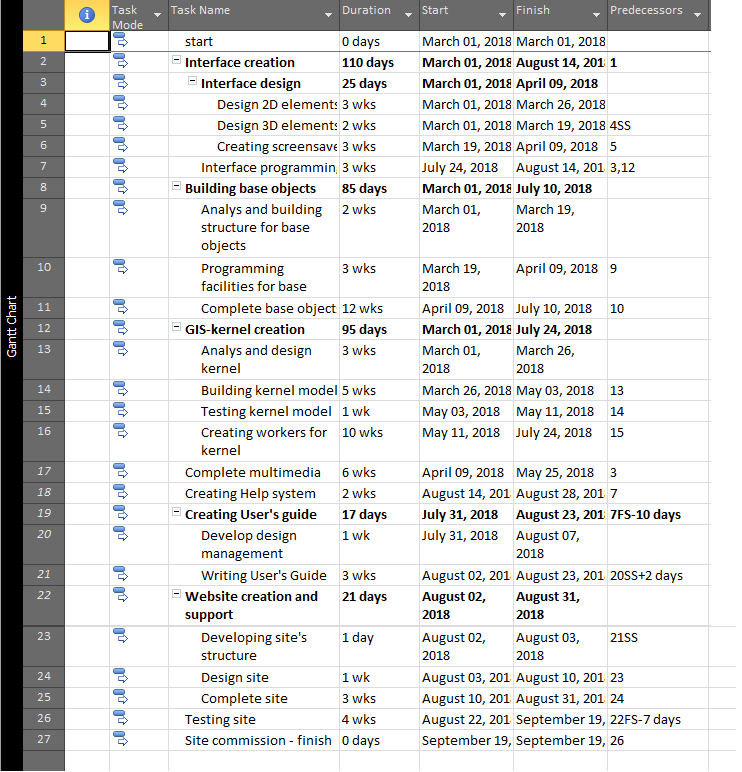 Task Mode Task Name Duration Start Finish Predecessors
Gantt Chart
1 start 0 days March 01, 2018 March 01, 2018
2 Interface creation 110 days March 01, 2018 August 14, 201 1
3 Interface design 25 days March 01, 2018 April 09, 2018
4 Design 2D elements 3 wks March 01, 2018 March 26, 2018
5 Design 3D elements 2 wks March 01, 2018 March 19, 2018 4SS
6 Creating screensave 3 wks March 19, 2018 April 09, 2018 5
7 Interface programmin 3 wks July 24, 2018 August 14, 201 3,12
8 Building base objects 85 days March 01, 2018 July 10, 2018
9 Analys and building 2 wks March 01, March 19,
structure for base 2018 2018
objects
10 Programming 3 wks March 19, April 09, 2018 9
facilities for base 2018
11 Complete base object 12 wks April 09, 2018 July 10, 2018 10
12 GIS-kernel creation 95 days March 01, 2018 July 24, 2018
13 Analys and design 3 wks March 01, March 26,
kernel 2018 2018
14 Building kernel model 5 wks March 26, 2018 May 03, 2018 13
15 Testing kernel model 1 wk May 03, 2018 May 11, 2018 14
16 Creating workers for 10 wks May 11, 2018 July 24, 2018 15
kernel
17 Complete multimedia 6 wks April 09, 2018 May 25, 2018 3
18 Creating Help system 2 wks August 14, 201 August 28, 201 7
19 Creating User's guide 17 days July 31, 2018 August 23, 201 7FS-10 days
20 Develop design 1 wk July 31, 2018 August 07,
management 2018
21 Writing User's Guide 3 wks August 02, 201 August 23, 201 20SS+2 days
22 Website creation and 21 days August 02, August 31,
support 2018 2018
23 Developing site's 1 day August 02, August 03, 21SS
structure 2018 2018
24 Design site 1 wk August 03, 201 August 10, 201 23
25 Complete site 3 wks August 10, 201 August 31, 201 24
26 Testing site 4 wks August 22, 201 September 19, 22FS-7 days
27 Site commission - finish 0 days September 19, September 19, 26